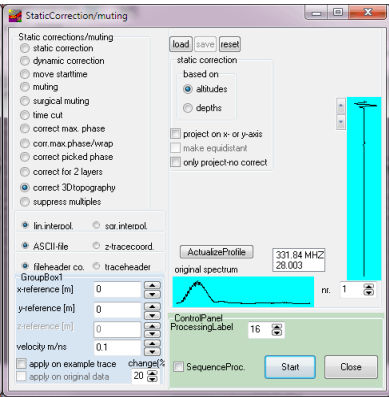 StaticCorrection/muting
Static corrections/muting
static correction
dynamic correction
move starttime
muting
surgical muting
time cut
correct max. phase
corr.max.phase/wrap
correct picked phase
correct for 2 layers
correct 3Dtopography
suppress multiples
lin.interpol. sqr.interpol.
ASCII-file z-tracecoord.
fileheader co. traceheader
GroupBox1
x-reference [m] 0
y-reference [m] 0
z-reference [m] 0
velocity m/ns 0.1
apply on example trace change(%
apply on original data 20
load save reset
static correction
based on
altitudes
depths
project on x- or y-axis
make equidistant
only project-no correct
ActualizeProfile
331.84 MHZ
28.003
original spectrum
nr. 1
ControlPanel
ProcessingLabel 16
SequenceProc. Start Close